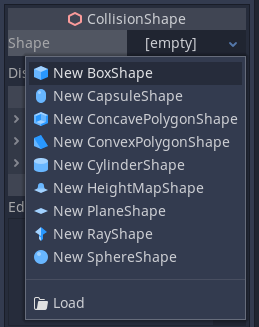 CollisionShape
Shape [empty]
New BoxShape
Dis
New CapsuleShape
New ConcavePolygonShape
New ConvexPolygonShape
New CylinderShape
New HeightMapShape
Ed
New PlaneShape
New RayShape
New SphereShape
Load